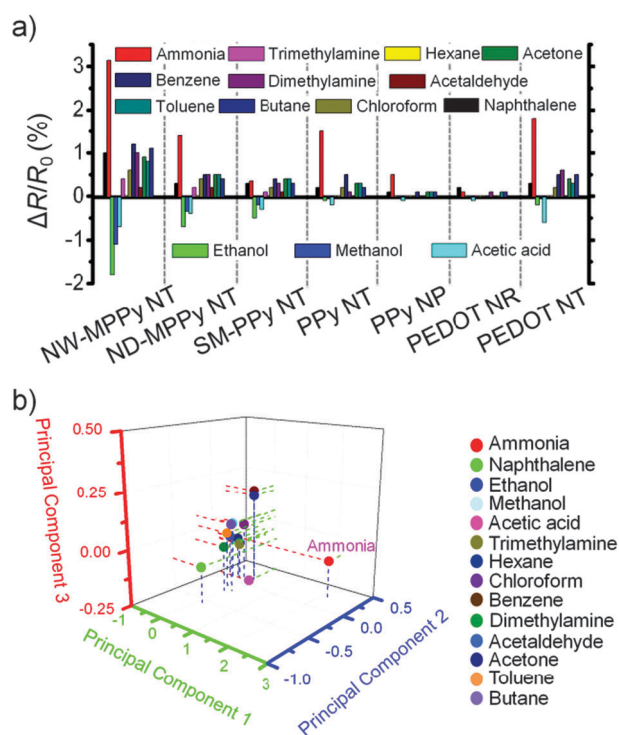 a)
ΔR/R0 (%)
3
2
1
0
-1
-2
Ammonia Trimethylamine Hexane Acetone
Benzene Dimethylamine Acetaldehyde
Toluene Butane Chloroform Naphthalene
Ethanol Methanol Acetic acid
NW-MPPy NT
ND-MPPy NT
SM-PPy NT
PPy NT
PPy NP
PEDOT NR
PEDOT NT
b)
Principal Component 3
0.50
0.25
0.00
-0.25
Principal Component 1
-1
0
1
2
3
Principal Component 2
-1.0
-0.5
0.0
0.5
Ammonia
Ammonia
Naphthalene
Ethanol
Methanol
Acetic acid
Trimethylamine
Hexane
Chloroform
Benzene
Dimethylamine
Acetaldehyde
Acetone
Toluene
Butane